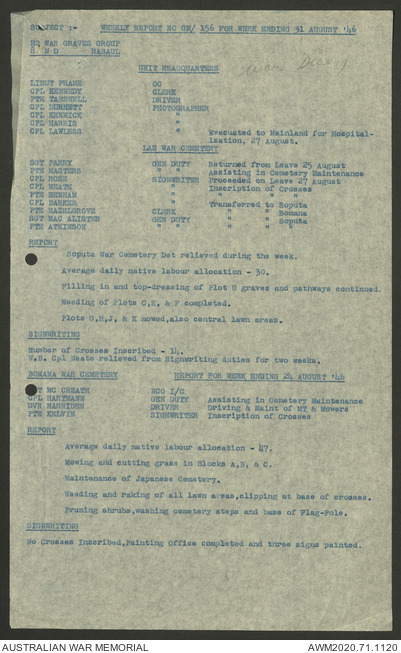 SUBJECT :- WEEKLY REPORT NO GR/ 156 FOR WEEK ENDING 31 AUGUST '46
HQ WAR GRAVES GROUP
8 M D RABAUL
UNIT HEADQUARTERS
LIEUT FRAME OC
CPL KENNEDY CLERK
PTE TARGHELL DRIVER
CPL BENNETT PHOTOGRAPHER
CPL KESWICK "
CPL HARRIS "
CPL LAWLESS " Evacuated to Mainland for Hospital-
ization, 27 August.
LAE WAR CEMETERY
SGT PARRY GEN DUTY Returned from Leave 25 August
PTE MASTERS " " Assisting in Cemetery Maintenance
CPL ROSE SIGNWRITER Proceeded on Leave 27 August
CPL NEATE " Inscription of Crosses
PTE BENHAM " " " "
CPL BARKER " Transferred to Soputa
PTE HAZELGROVE CLERK " " Bomana
SGT MAC ALISTER GEN DUTY " " Soputa
PTE ATKINSON " " " " "
REPORT
Soputa War Cemetery Det relieved during the week.
Average daily native labour allocation - 30.
Filling in and top-dressing of Plot U graves and pathways continued.
Weeding of Plots C,E, & F completed.
Plots G,H,J, & K mowed,also central lawn areas.
SIGNWRITING
Number of Crosses Inscribed - 14.
N.B. Cpl Neate relieved from Signwriting duties for two weeks.
BOMANA WAR CEMETERY REPORT FOR WEEK ENDING 24 AUGUST '46
SGT MC CREATH NCO I/C
CPL HARTMANN GEN DUTY Assisting in Cemetery Maintenance
DVR HARRIDEN DRIVER Driving & Maint of MT & Mowers
PTE KELVIN SIGNWRITER Inscription of Crosses
REPORT
Average daily native labour allocation - 47.
Mowing and cutting grass in Blocks A,B, & C.
Maintenance of Japanese Cemetery.
Weeding and raking of all lawn areas,clipping at base of crosses.
Pruning shrubs,washing cemetery steps and base of Flag-Pole.
SIGNWRITING
No Crosses Inscribed,Painting Office completed and three signs painted.
AUSTRALIAN WAR MEMORIAL AWM2020.71.1120